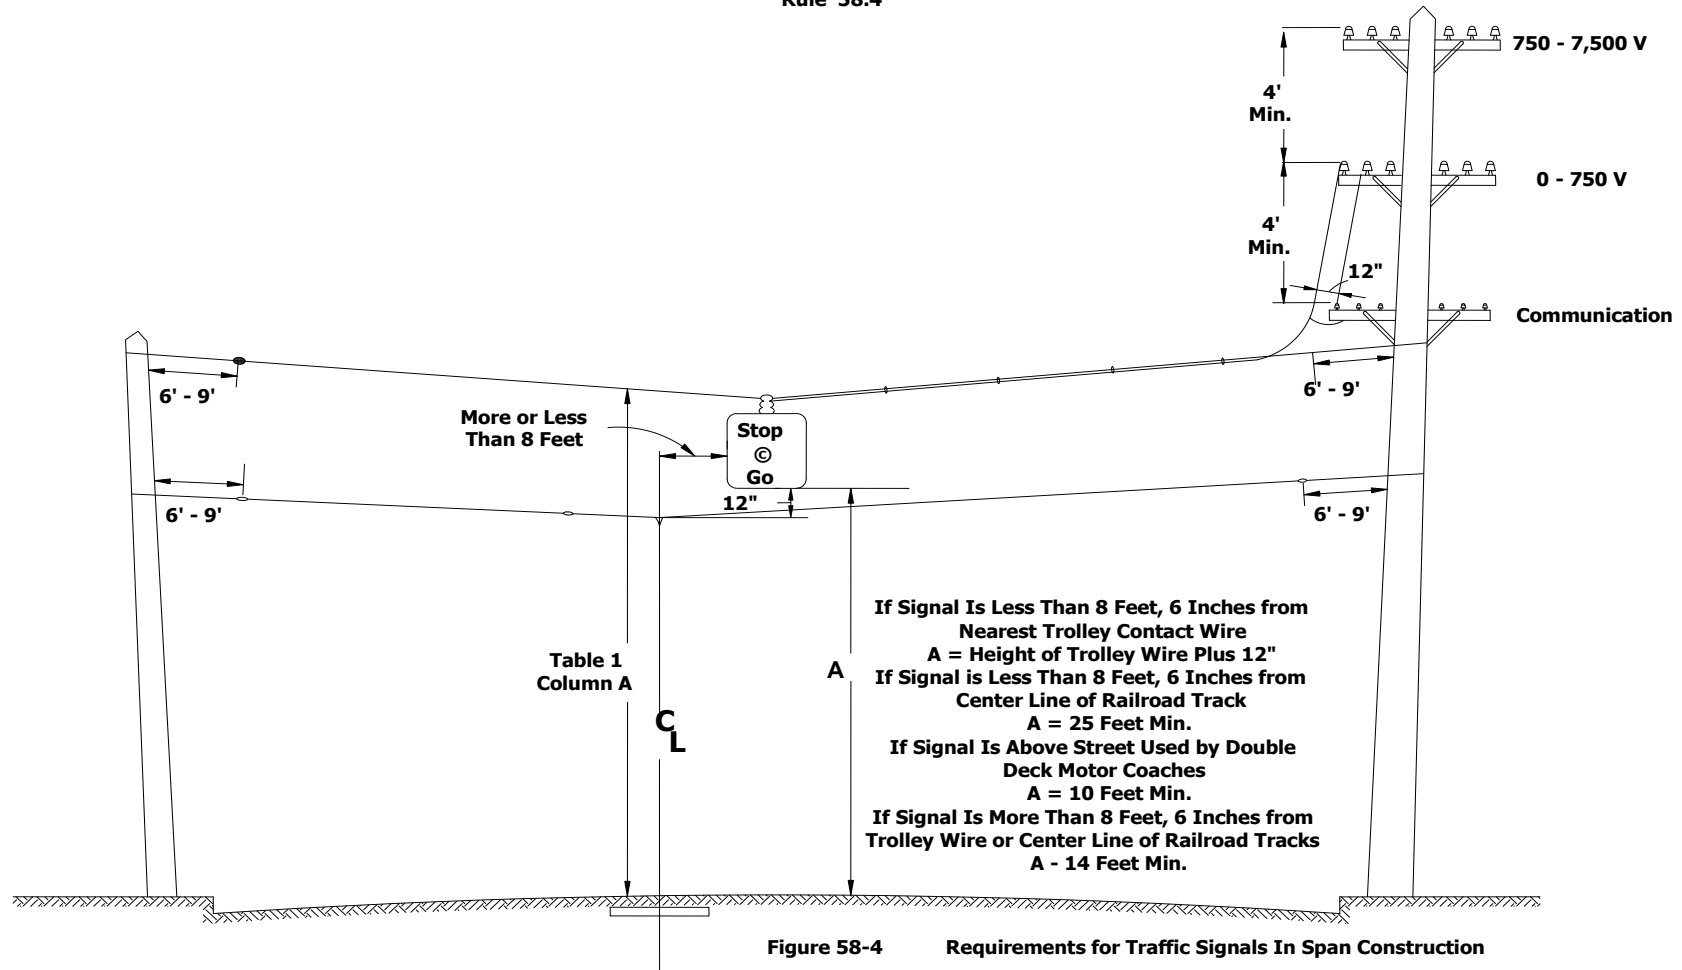 Rule 58.4
750 - 7,500 V
4'
Min.
0 - 750 V
4'
Min.
12"
Communication
6' - 9'
6' - 9'
More or Less
Than 8 Feet
Stop
©
Go
12"
6' - 9'
6' - 9'
If Signal Is Less Than 8 Feet, 6 Inches from
Nearest Trolley Contact Wire
A = Height of Trolley Wire Plus 12"
If Signal is Less Than 8 Feet, 6 Inches from
Center Line of Railroad Track
A = 25 Feet Min.
If Signal Is Above Street Used by Double
Deck Motor Coaches
A = 10 Feet Min.
If Signal Is More Than 8 Feet, 6 Inches from
Trolley Wire or Center Line of Railroad Tracks
A - 14 Feet Min.
Table 1
Column A
A
C
L
Figure 58-4 Requirements for Traffic Signals In Span Construction